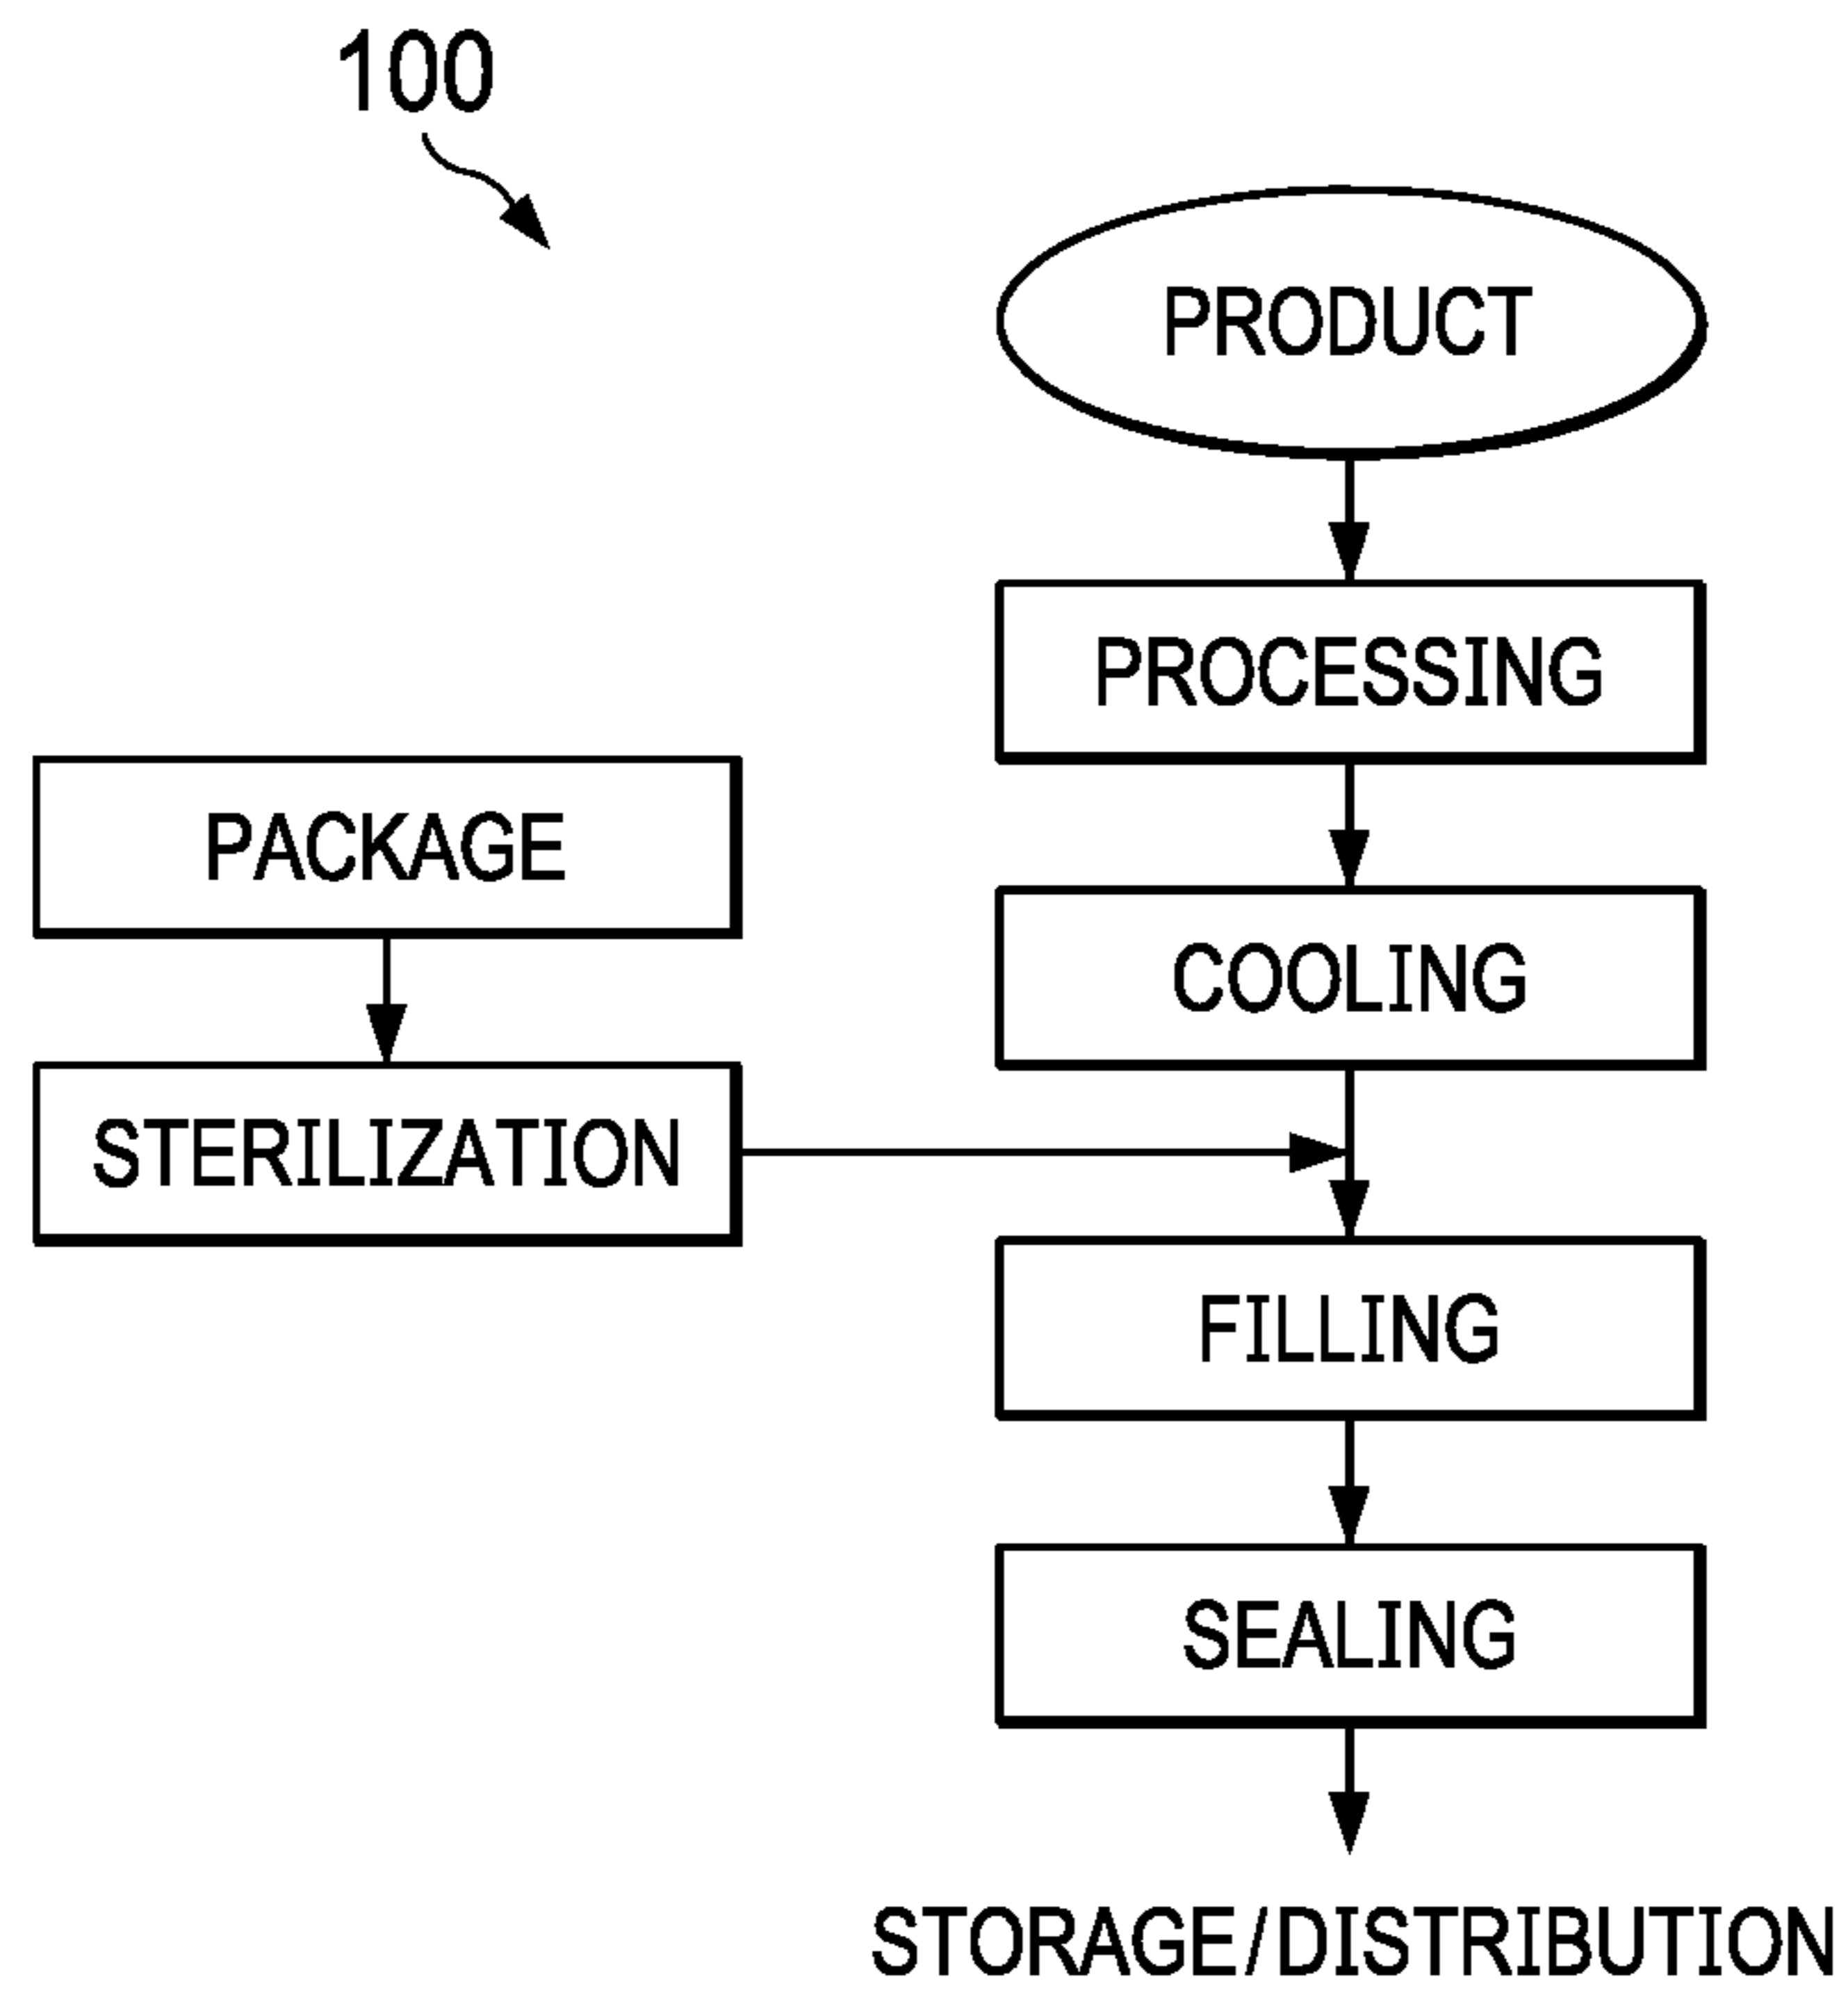 100
PRODUCT
PROCESSING
PACKAGE
COOLING
STERILIZATION
FILLING
SEALING
STORAGE/DISTRIBUTION